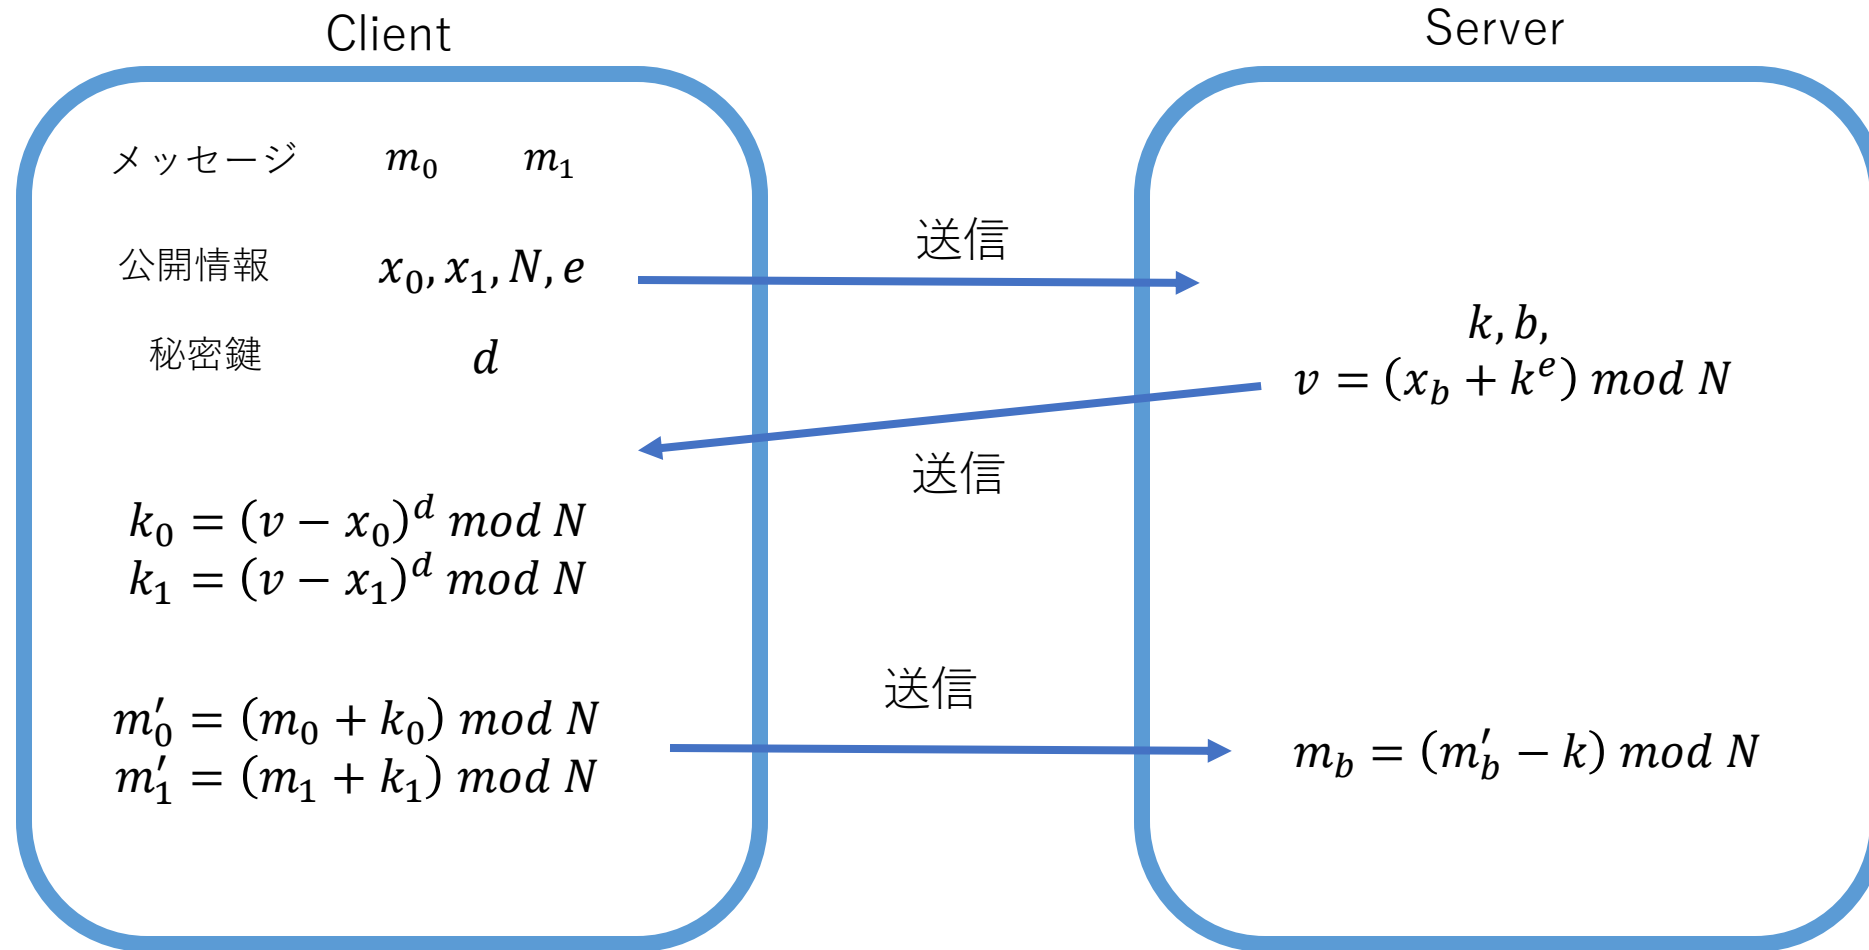 Client
Server
メッセージ m₀ m₁
公開情報 x₀, x₁, N, e
秘密鍵 d
送信
k, b,
v = (x_b + k^e) mod N
送信
k₀ = (v − x₀)^d mod N
k₁ = (v − x₁)^d mod N
送信
m′₀ = (m₀ + k₀) mod N
m′₁ = (m₁ + k₁) mod N
m_b = (m′_b − k) mod N